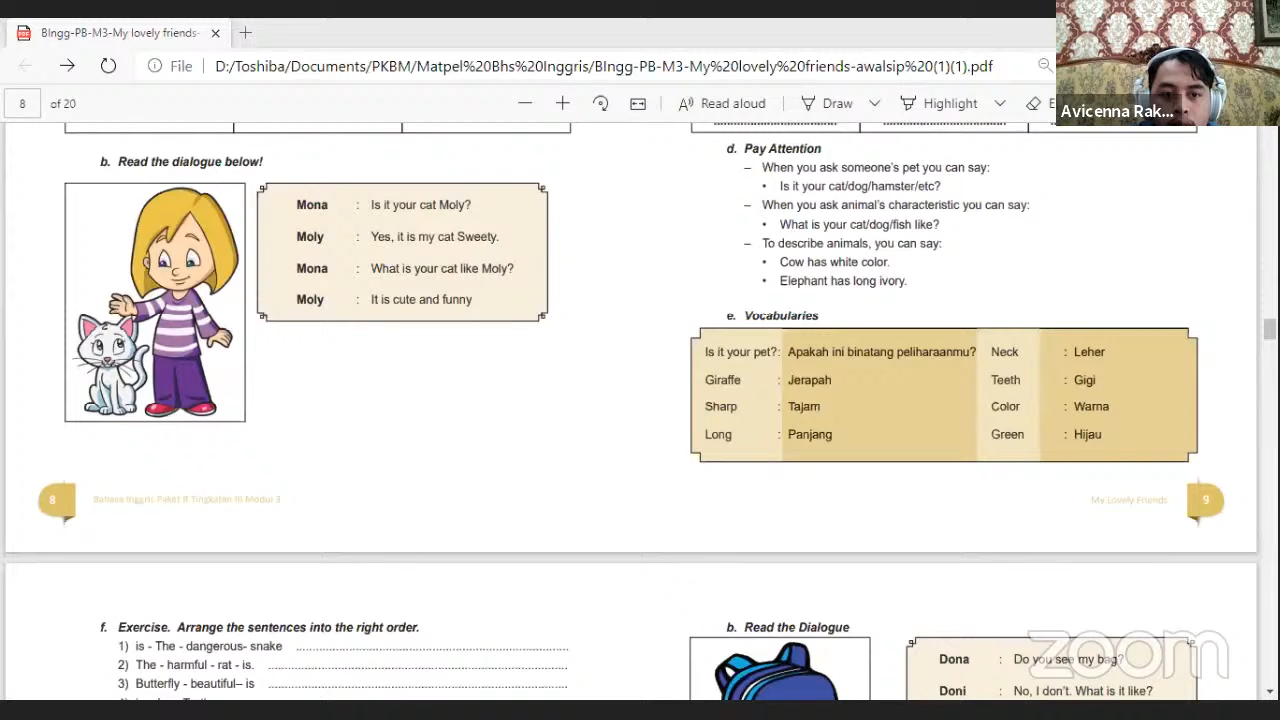 BIngg-PB-M3-My lovely friends-
File D:/Toshiba/Documents/PKBM/Matpel%20Bhs%20Inggris/BIngg-PB-M3-My%20lovely%20friends-awalsip%20(1)(1).pdf
8 of 20 Read aloud Draw Highlight
Avicenna Rak...
b. Read the dialogue below!
Mona : Is it your cat Moly?
Moly : Yes, it is my cat Sweety.
Mona : What is your cat like Moly?
Moly : It is cute and funny
8 Bahasa Inggris Paket B Tingkatan III Modul 3
d. Pay Attention
– When you ask someone's pet you can say:
• Is it your cat/dog/hamster/etc?
– When you ask animal's characteristic you can say:
• What is your cat/dog/fish like?
– To describe animals, you can say:
• Cow has white color.
• Elephant has long ivory.
e. Vocabularies
Is it your pet?: Apakah ini binatang peliharaanmu? Neck : Leher
Giraffe : Jerapah Teeth : Gigi
Sharp : Tajam Color : Warna
Long : Panjang Green : Hijau
My Lovely Friends 9
f. Exercise. Arrange the sentences into the right order.
1) is - The - dangerous- snake ....................
2) The - harmful - rat - is. ....................
3) Butterfly - beautiful– is ....................
b. Read the Dialogue
Dona : Do you see my bag?
Doni : No, I don't. What is it like?
zoom